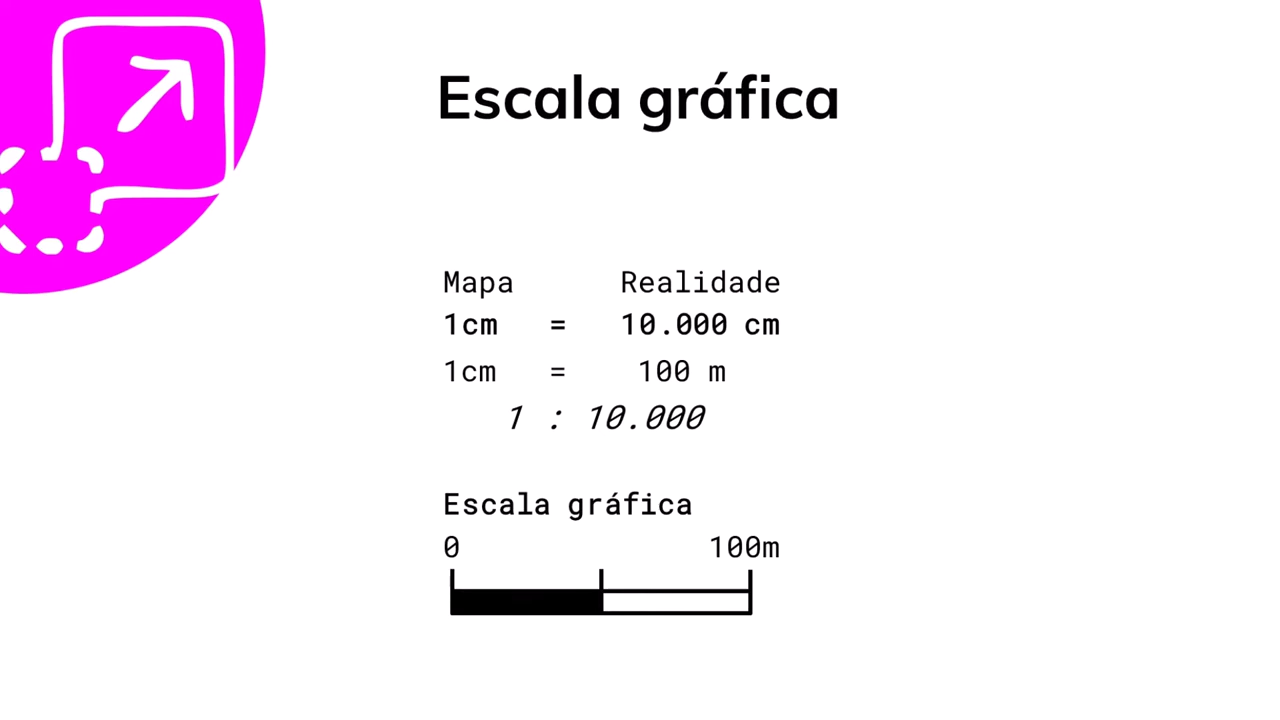 Escala gráfica
Mapa Realidade
1cm = 10.000 cm
1cm = 100 m
1 : 10.000
Escala gráfica
0 100m